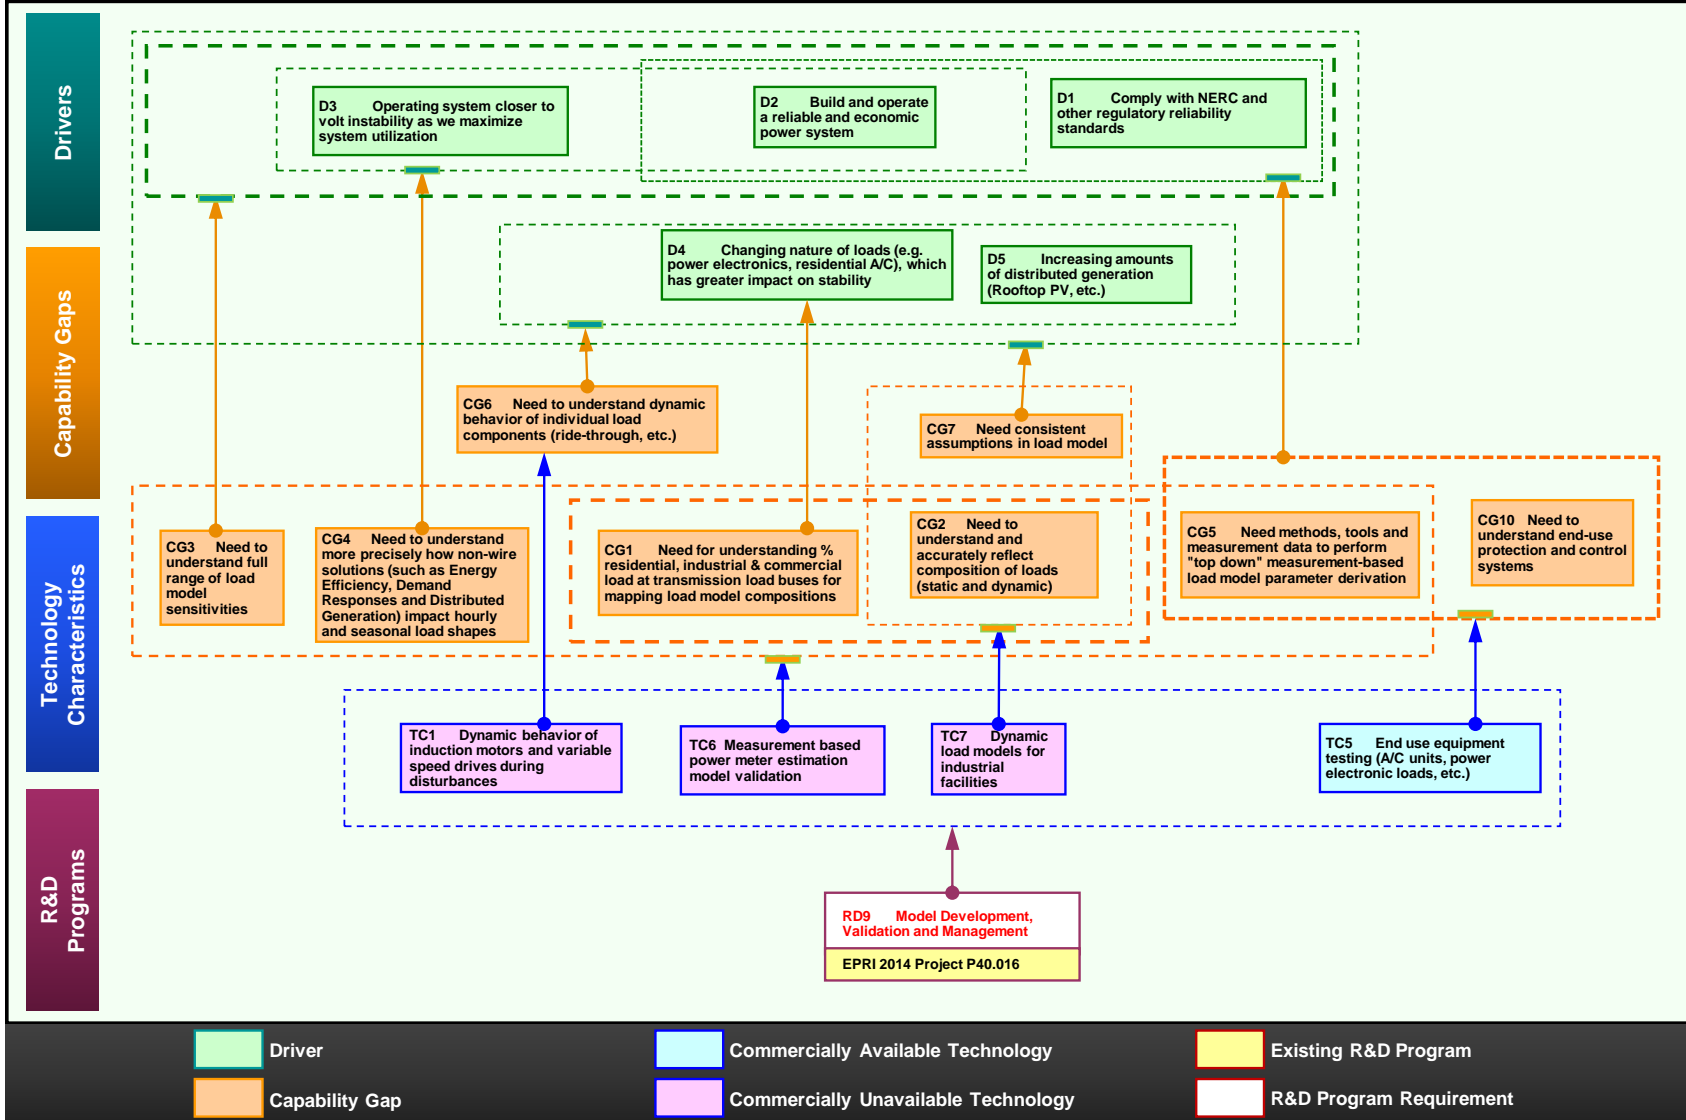 Drivers
D3 Operating system closer to
volt instability as we maximize
system utilization
D2 Build and operate
a reliable and economic
power system
D1 Comply with NERC and
other regulatory reliability
standards
D4 Changing nature of loads (e.g.
power electronics, residential A/C), which
has greater impact on stability
D5 Increasing amounts
of distributed generation
(Rooftop PV, etc.)
Capability Gaps
CG6 Need to understand dynamic
behavior of individual load
components (ride-through, etc.)
CG7 Need consistent
assumptions in load model
CG3 Need to
understand full
range of load
model
sensitivities
CG4 Need to understand
more precisely how non-wire
solutions (such as Energy
Efficiency, Demand
Responses and Distributed
Generation) impact hourly
and seasonal load shapes
CG1 Need for understanding %
residential, industrial & commercial
load at transmission load buses for
mapping load model compositions
CG2 Need to
understand and
accurately reflect
composition of loads
(static and dynamic)
CG5 Need methods, tools and
measurement data to perform
"top down" measurement-based
load model parameter derivation
CG10 Need to
understand end-use
protection and control
systems
Technology
Characteristics
TC1 Dynamic behavior of
induction motors and variable
speed drives during
disturbances
TC6 Measurement based
power meter estimation
model validation
TC7 Dynamic
load models for
industrial
facilities
TC5 End use equipment
testing (A/C units, power
electronic loads, etc.)
R&D
Programs
RD9 Model Development,
Validation and Management
EPRI 2014 Project P40.016
Driver
Commercially Available Technology
Existing R&D Program
Capability Gap
Commercially Unavailable Technology
R&D Program Requirement